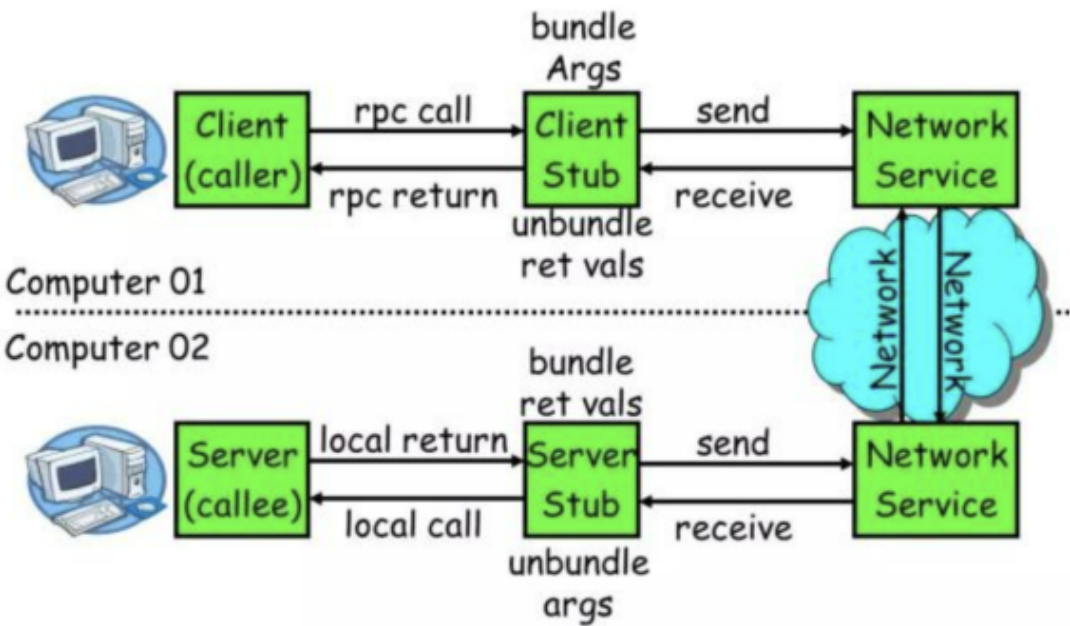 bundle
Args
Client
(caller)
rpc call
rpc return
Client
Stub
send
receive
Network
Service
unbundle
ret vals
Computer 01
Network
Network
Computer 02
bundle
ret vals
Server
(callee)
local return
local call
Server
Stub
send
receive
Network
Service
unbundle
args